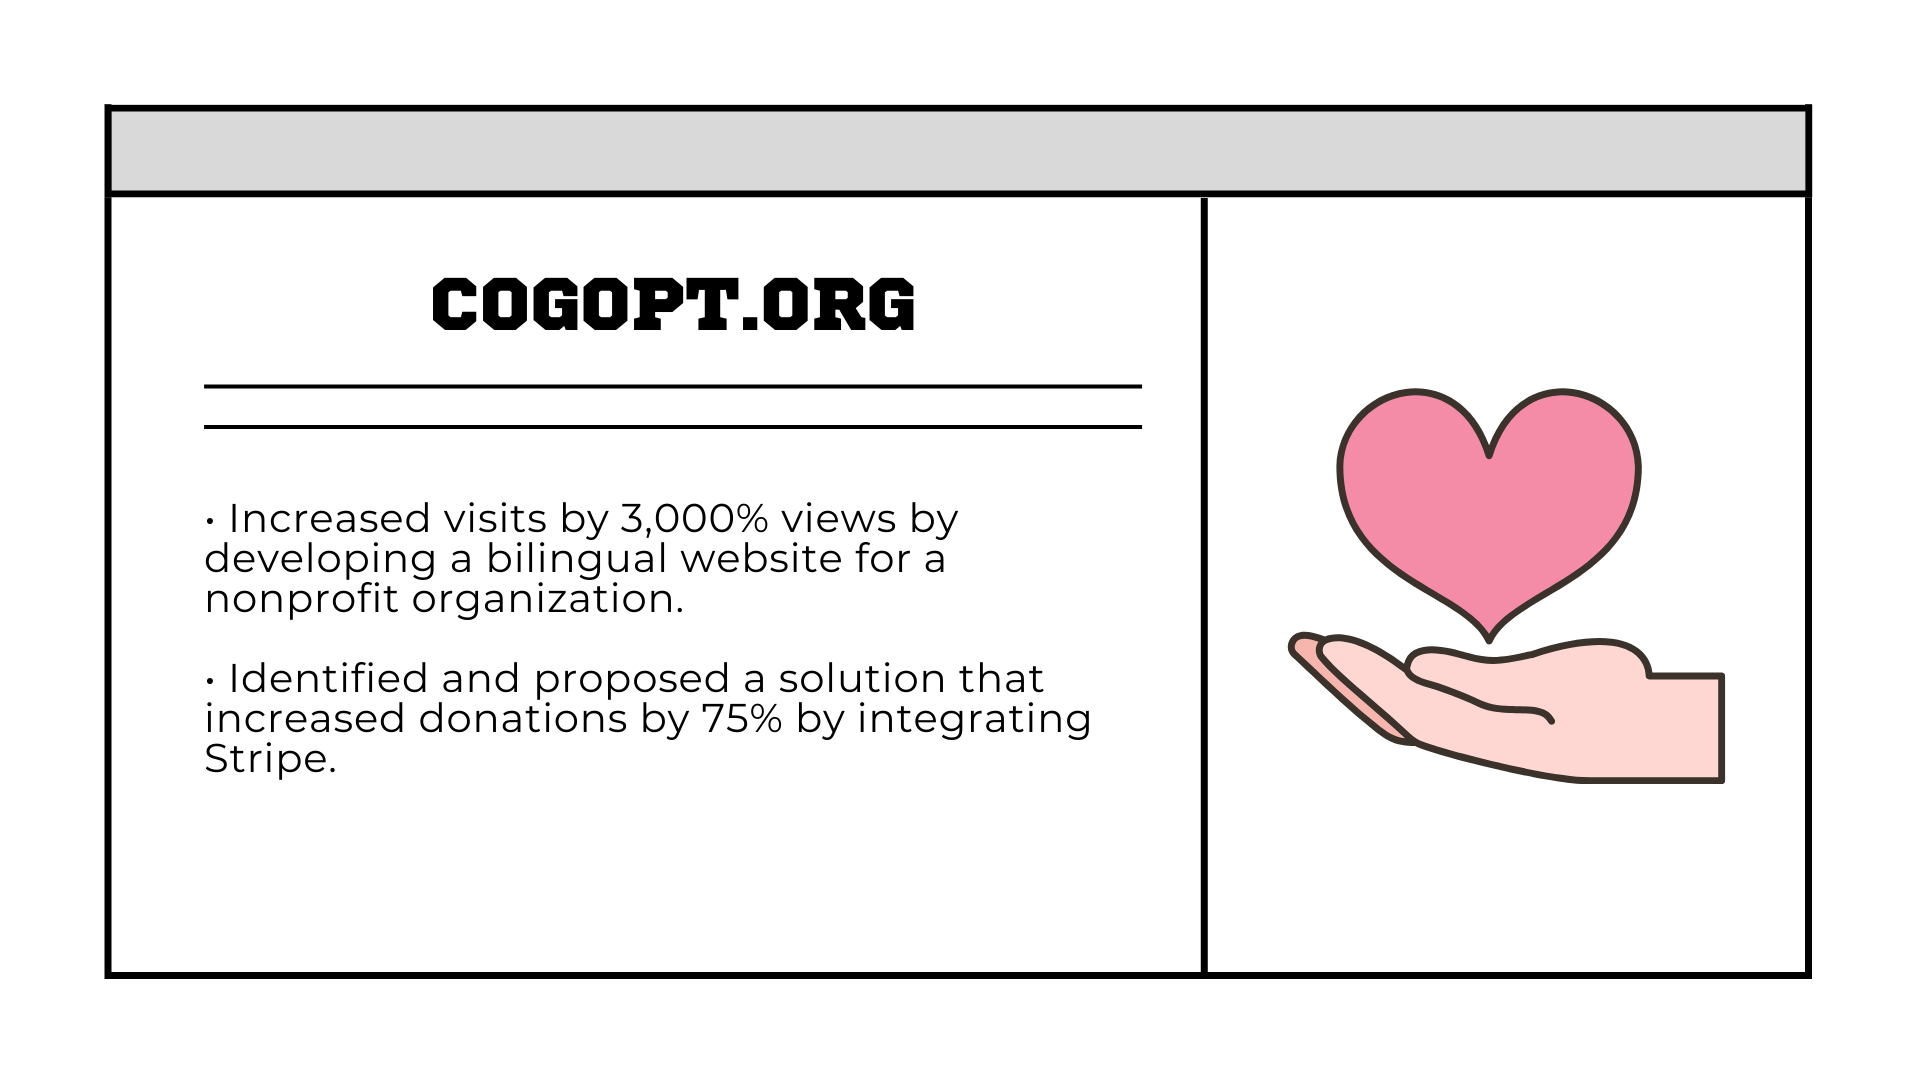 COGOPT.ORG
• Increased visits by 3,000% views by
developing a bilingual website for a
nonprofit organization.
• Identified and proposed a solution that
increased donations by 75% by integrating
Stripe.